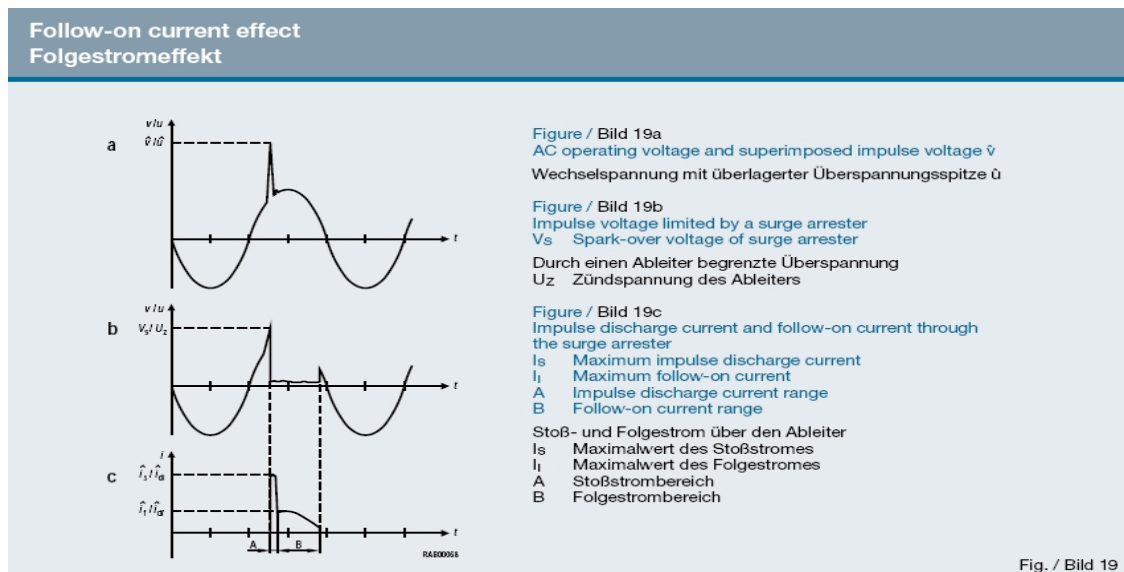 Follow-on current effect
Folgestromeffekt
a
v/u
v̂/û
t
Figure / Bild 19a
AC operating voltage and superimposed impulse voltage v̂
Wechselspannung mit überlagerter Überspannungsspitze û
Figure / Bild 19b
Impulse voltage limited by a surge arrester
Vs Spark-over voltage of surge arrester
Durch einen Ableiter begrenzte Überspannung
Uz Zündspannung des Ableiters
b
v/u
Vs/Uz
t
Figure / Bild 19c
Impulse discharge current and follow-on current through
the surge arrester
Is Maximum impulse discharge current
Il Maximum follow-on current
A Impulse discharge current range
B Follow-on current range
Stoß- und Folgestrom über den Ableiter
Is Maximalwert des Stoßstromes
Il Maximalwert des Folgestromes
A Stoßstrombereich
B Folgestrombereich
c
i
t
A B
RAB00068
Fig. / Bild 19